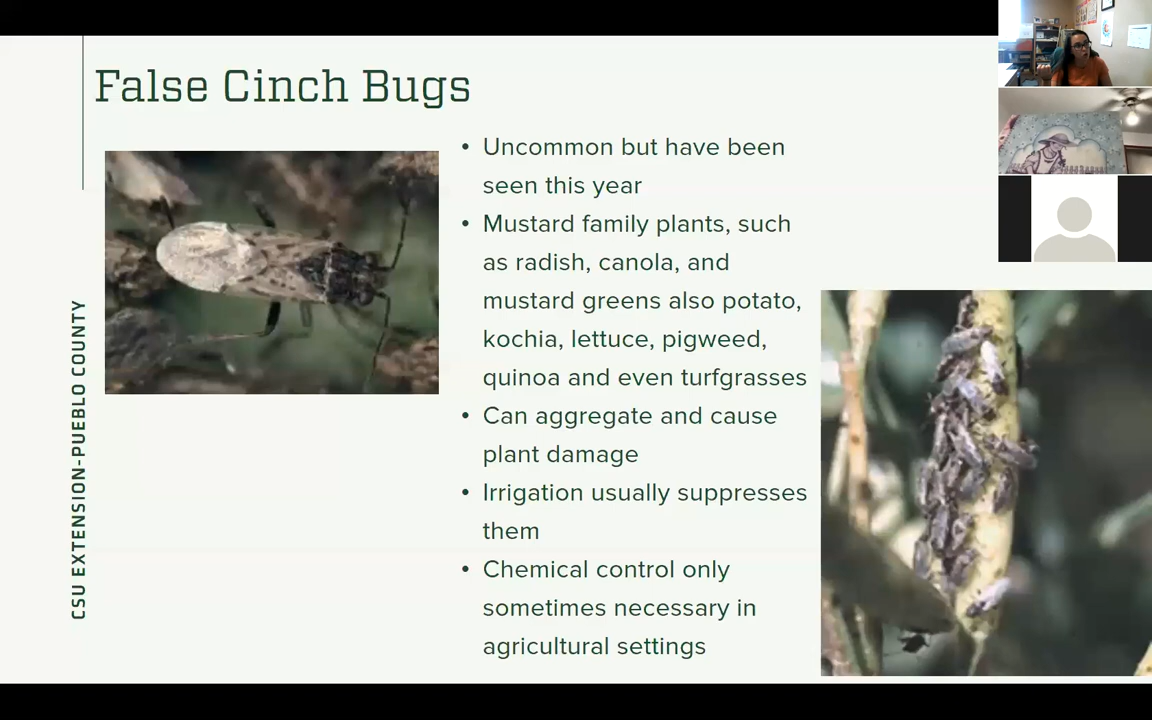 False Cinch Bugs
• Uncommon but have been
seen this year
• Mustard family plants, such
as radish, canola, and
mustard greens also potato,
kochia, lettuce, pigweed,
quinoa and even turfgrasses
• Can aggregate and cause
plant damage
• Irrigation usually suppresses
them
• Chemical control only
sometimes necessary in
agricultural settings
CSU EXTENSION-PUEBLO COUNTY